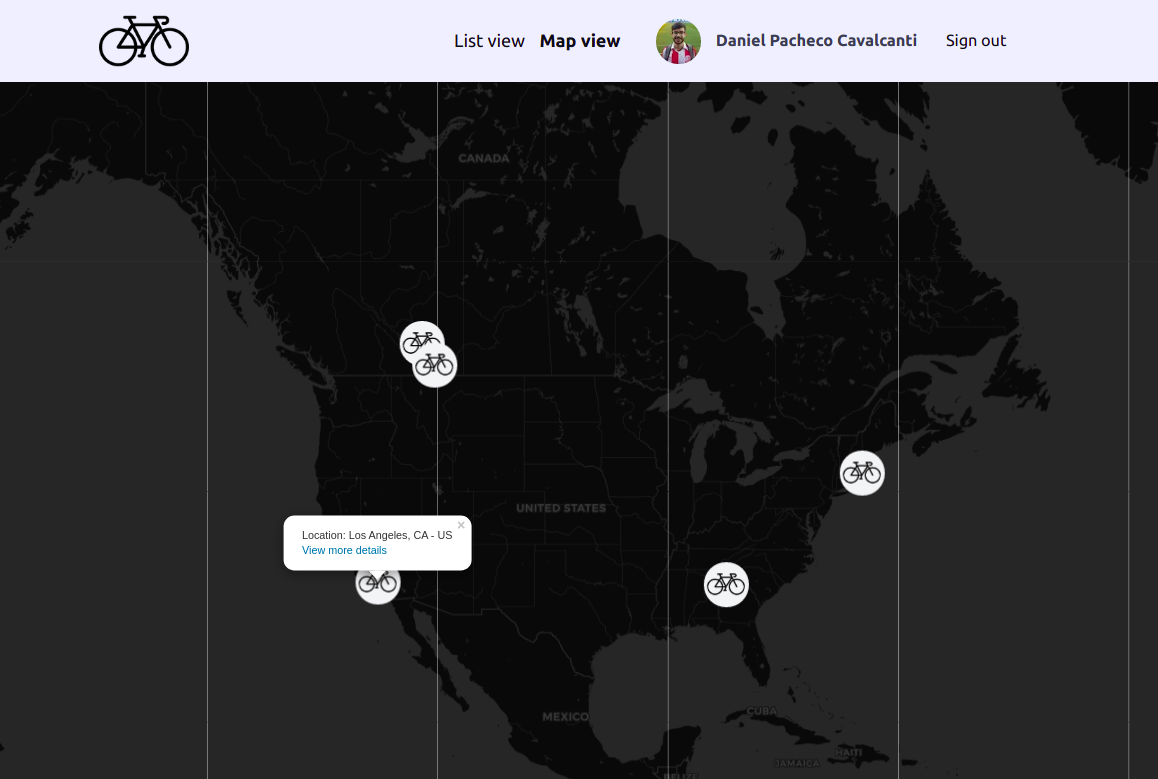 List view
Map view
Daniel Pacheco Cavalcanti
Sign out
CANADA
UNITED STATES
Location: Los Angeles, CA - US
×
View more details
MEXICO
CUBA
HAITI
JAMAICA
BELIZE